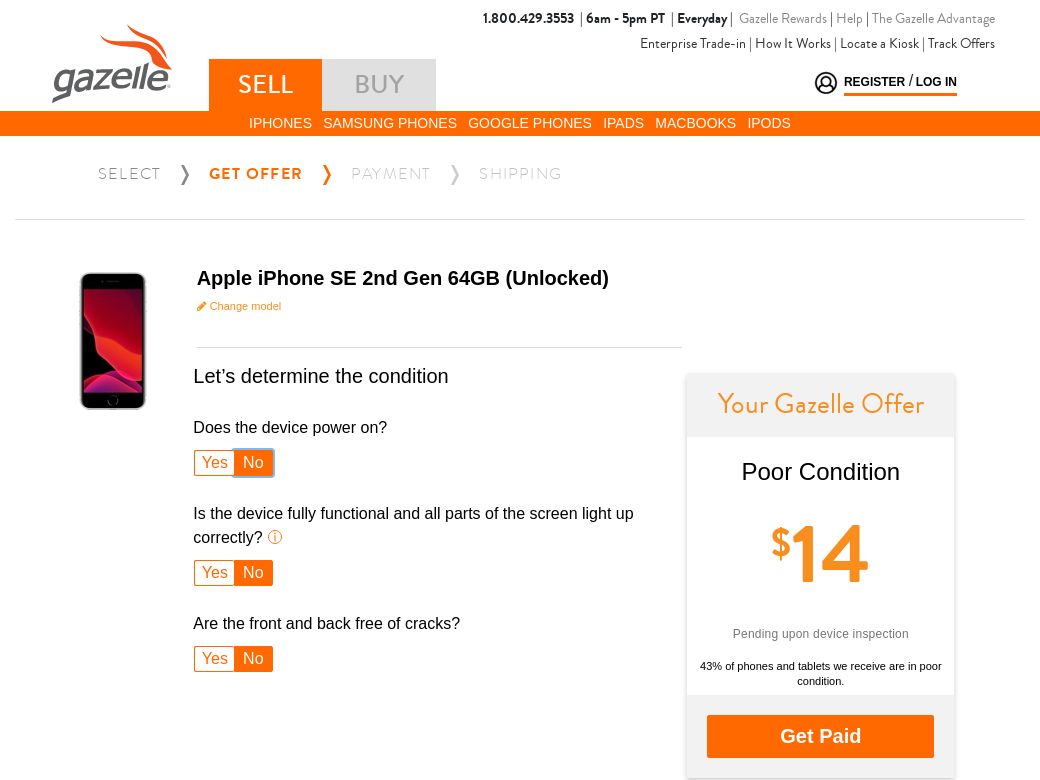 1.800.429.3553 | 6am - 5pm PT | Everyday | Gazelle Rewards | Help | The Gazelle Advantage
Enterprise Trade-in | How It Works | Locate a Kiosk | Track Offers
gazelle
SELL
BUY
REGISTER / LOG IN
IPHONES SAMSUNG PHONES GOOGLE PHONES IPADS MACBOOKS IPODS
SELECT ❭ GET OFFER ❭ PAYMENT ❭ SHIPPING
Apple iPhone SE 2nd Gen 64GB (Unlocked)
Change model
Let’s determine the condition
Does the device power on?
Yes No
Is the device fully functional and all parts of the screen light up
correctly? ⓘ
Yes No
Are the front and back free of cracks?
Yes No
Your Gazelle Offer
Poor Condition
$14
Pending upon device inspection
43% of phones and tablets we receive are in poor
condition.
Get Paid